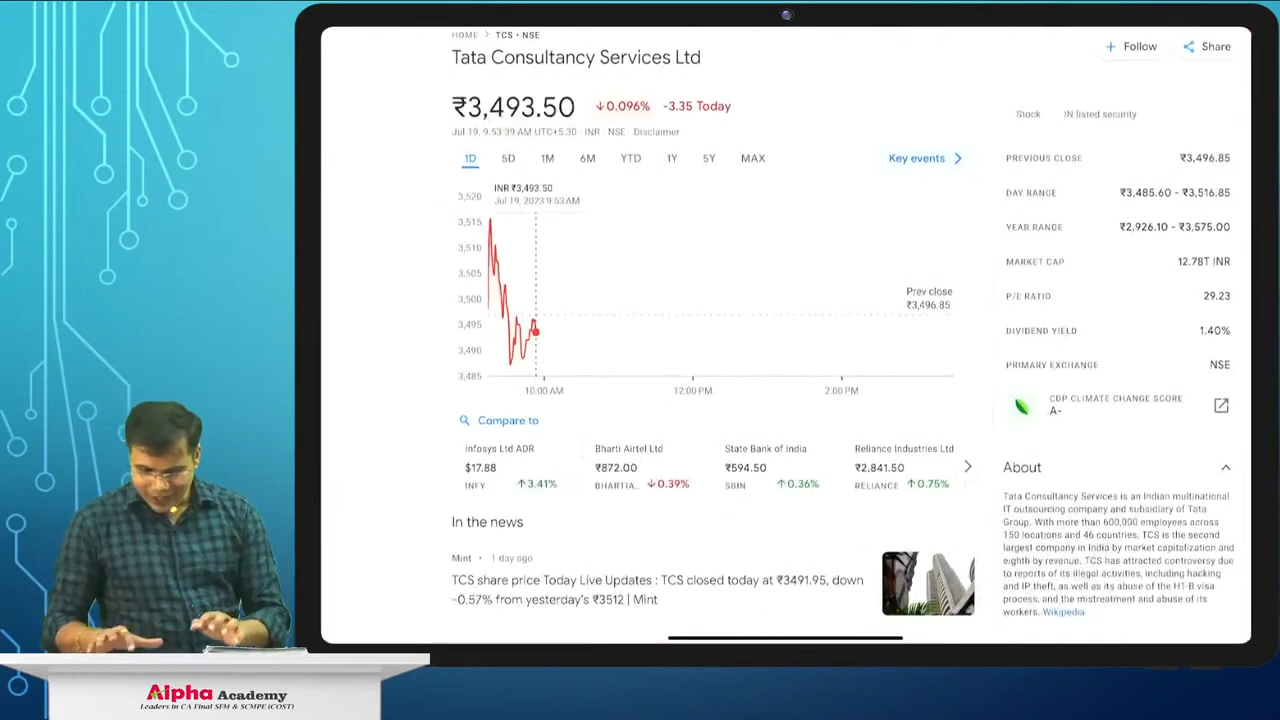 HOME > TCS • NSE
Tata Consultancy Services Ltd
+ Follow
Share
₹3,493.50 ↓0.096% -3.35 Today
Jul 19, 9:53:39 AM UTC+5:30 · INR NSE Disclaimer
1D 5D 1M 6M YTD 1Y 5Y MAX
Key events >
INR ₹3,493.50
Jul 19, 2023 9:53AM
3,520
3,515
3,510
3,505
3,500
3,495
3,490
3,485
Prev close
₹3,496.85
10:00 AM 12:00 PM 2:00 PM
Compare to
Infosys Ltd ADR
$17.88
INFY ↑3.41%
Bharti Airtel Ltd
₹872.00
BHARTIA... ↓0.39%
State Bank of India
₹594.50
SBIN ↑0.36%
Reliance Industries Ltd
₹2,841.50
RELIANCE ↑0.75%
In the news
Mint • 1 day ago
TCS share price Today Live Updates : TCS closed today at ₹3491.95, down
-0.57% from yesterday's ₹3512 | Mint
Stock IN listed security
PREVIOUS CLOSE ₹3,496.85
DAY RANGE ₹3,485.60 - ₹3,516.85
YEAR RANGE ₹2,926.10 - ₹3,575.00
MARKET CAP 12.78T INR
P/E RATIO 29.23
DIVIDEND YIELD 1.40%
PRIMARY EXCHANGE NSE
CDP CLIMATE CHANGE SCORE
A-
About
Tata Consultancy Services is an Indian multinational
IT outsourcing company and subsidiary of Tata
Group. With more than 600,000 employees across
150 locations and 46 countries, TCS is the second
largest company in India by market capitalization and
eighth by revenue. TCS has attracted controversy due
to reports of its illegal activities, including hacking
and IP theft, as well as its abuse of the H1-B visa
process, and the mistreatment and abuse of its
workers. Wikipedia
Alpha Academy
Leaders in CA Final SFM & SCMPE (COST)